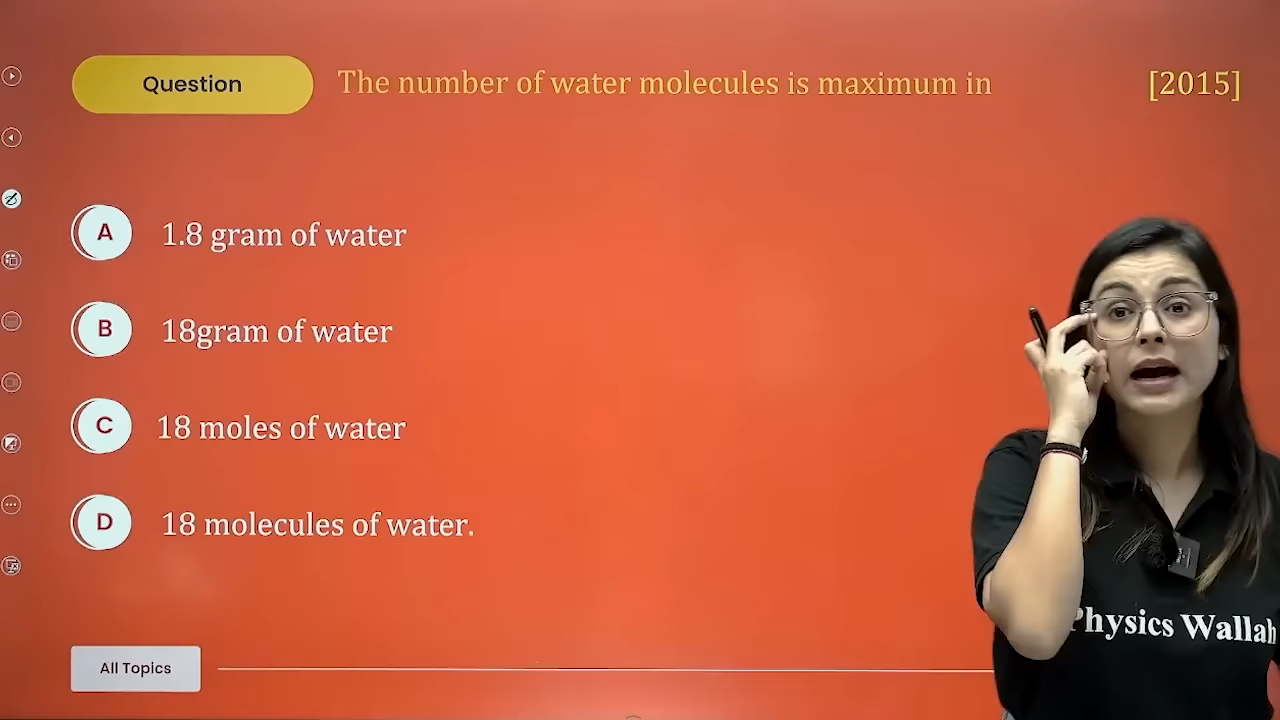 Question
The number of water molecules is maximum in
[2015]
A
1.8 gram of water
B
18gram of water
C
18 moles of water
D
18 molecules of water.
All Topics
Physics Wallah